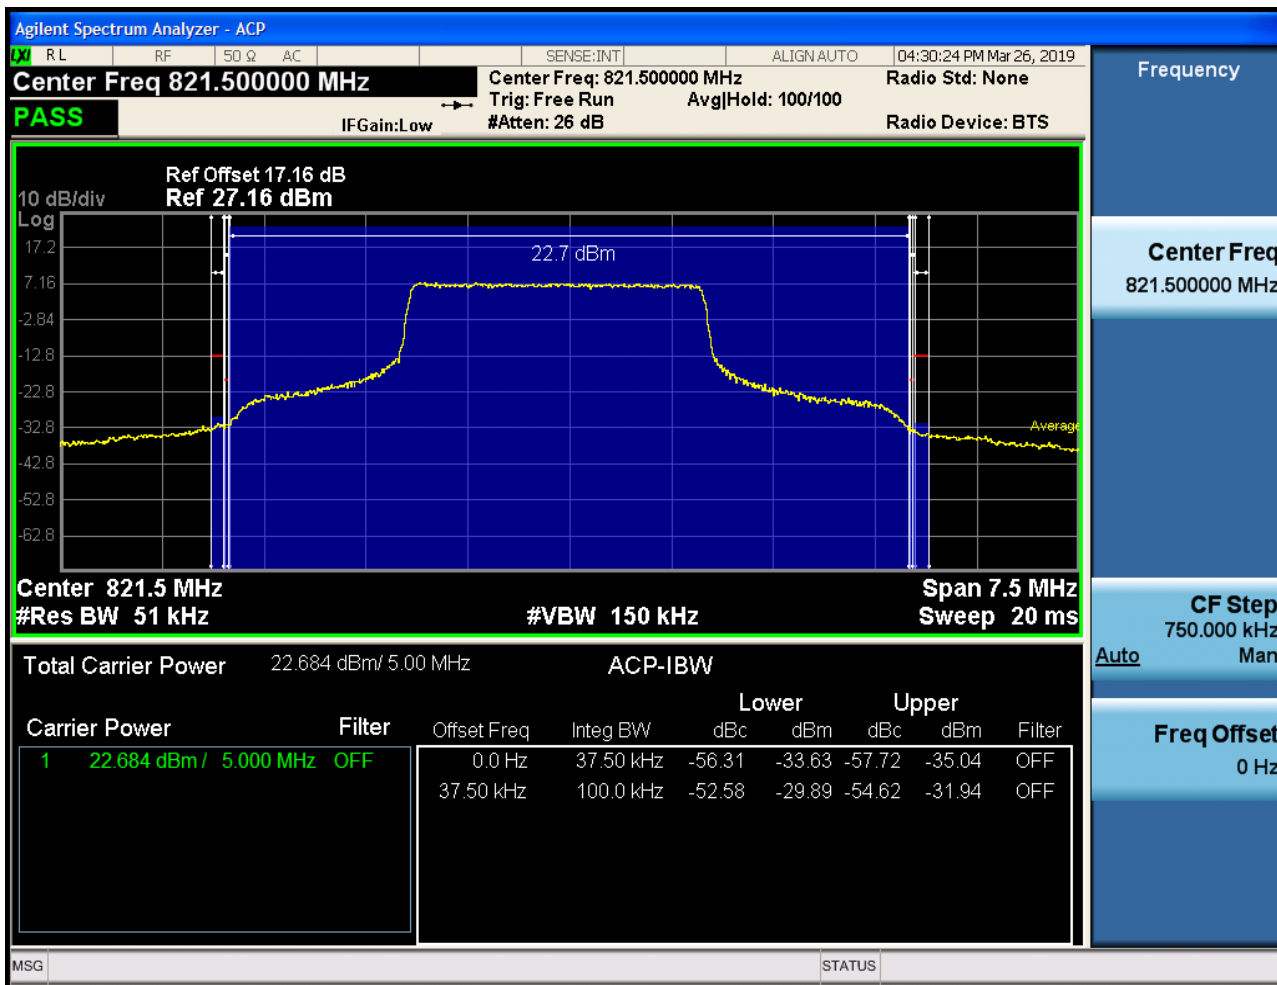 Agilent Spectrum Analyzer - ACP
LXI RL RF 50 Ω AC SENSE:INT ALIGN AUTO 04:30:24 PM Mar 26, 2019
Center Freq 821.500000 MHz
Center Freq: 821.500000 MHz Radio Std: None
Trig: Free Run Avg|Hold: 100/100
PASS IFGain:Low #Atten: 26 dB Radio Device: BTS
Ref Offset 17.16 dB
10 dB/div Ref 27.16 dBm
Log
17.2
22.7 dBm
7.16
-2.84
-12.8
-22.8
-32.8
Average
-42.8
-52.8
-62.8
Center 821.5 MHz Span 7.5 MHz
#Res BW 51 kHz #VBW 150 kHz Sweep 20 ms
Total Carrier Power 22.684 dBm/ 5.00 MHz ACP-IBW
Lower Upper
Carrier Power Filter Offset Freq Integ BW dBc dBm dBc dBm Filter
1 22.684 dBm / 5.000 MHz OFF 0.0 Hz 37.50 kHz -56.31 -33.63 -57.72 -35.04 OFF
37.50 kHz 100.0 kHz -52.58 -29.89 -54.62 -31.94 OFF
MSG STATUS
Frequency
Center Freq
821.500000 MHz
CF Step
750.000 kHz
Auto Man
Freq Offset
0 Hz